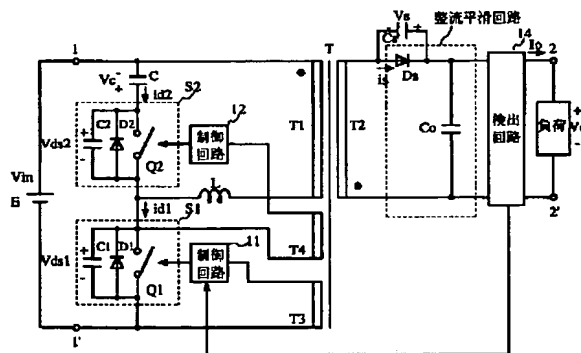 整流平滑回路
Vs
Cs
14
1
T
Io
2
Vc
C
is
Ds
id2
S2
12
C2
D2
制御
回路
T1
T2
Co
検出
回路
負荷
Vo
Vds2
Q2
Vin
L
E
id1
S1
2'
C1
D1
11
T4
制御
回路
Vds1
Q1
T3
1'